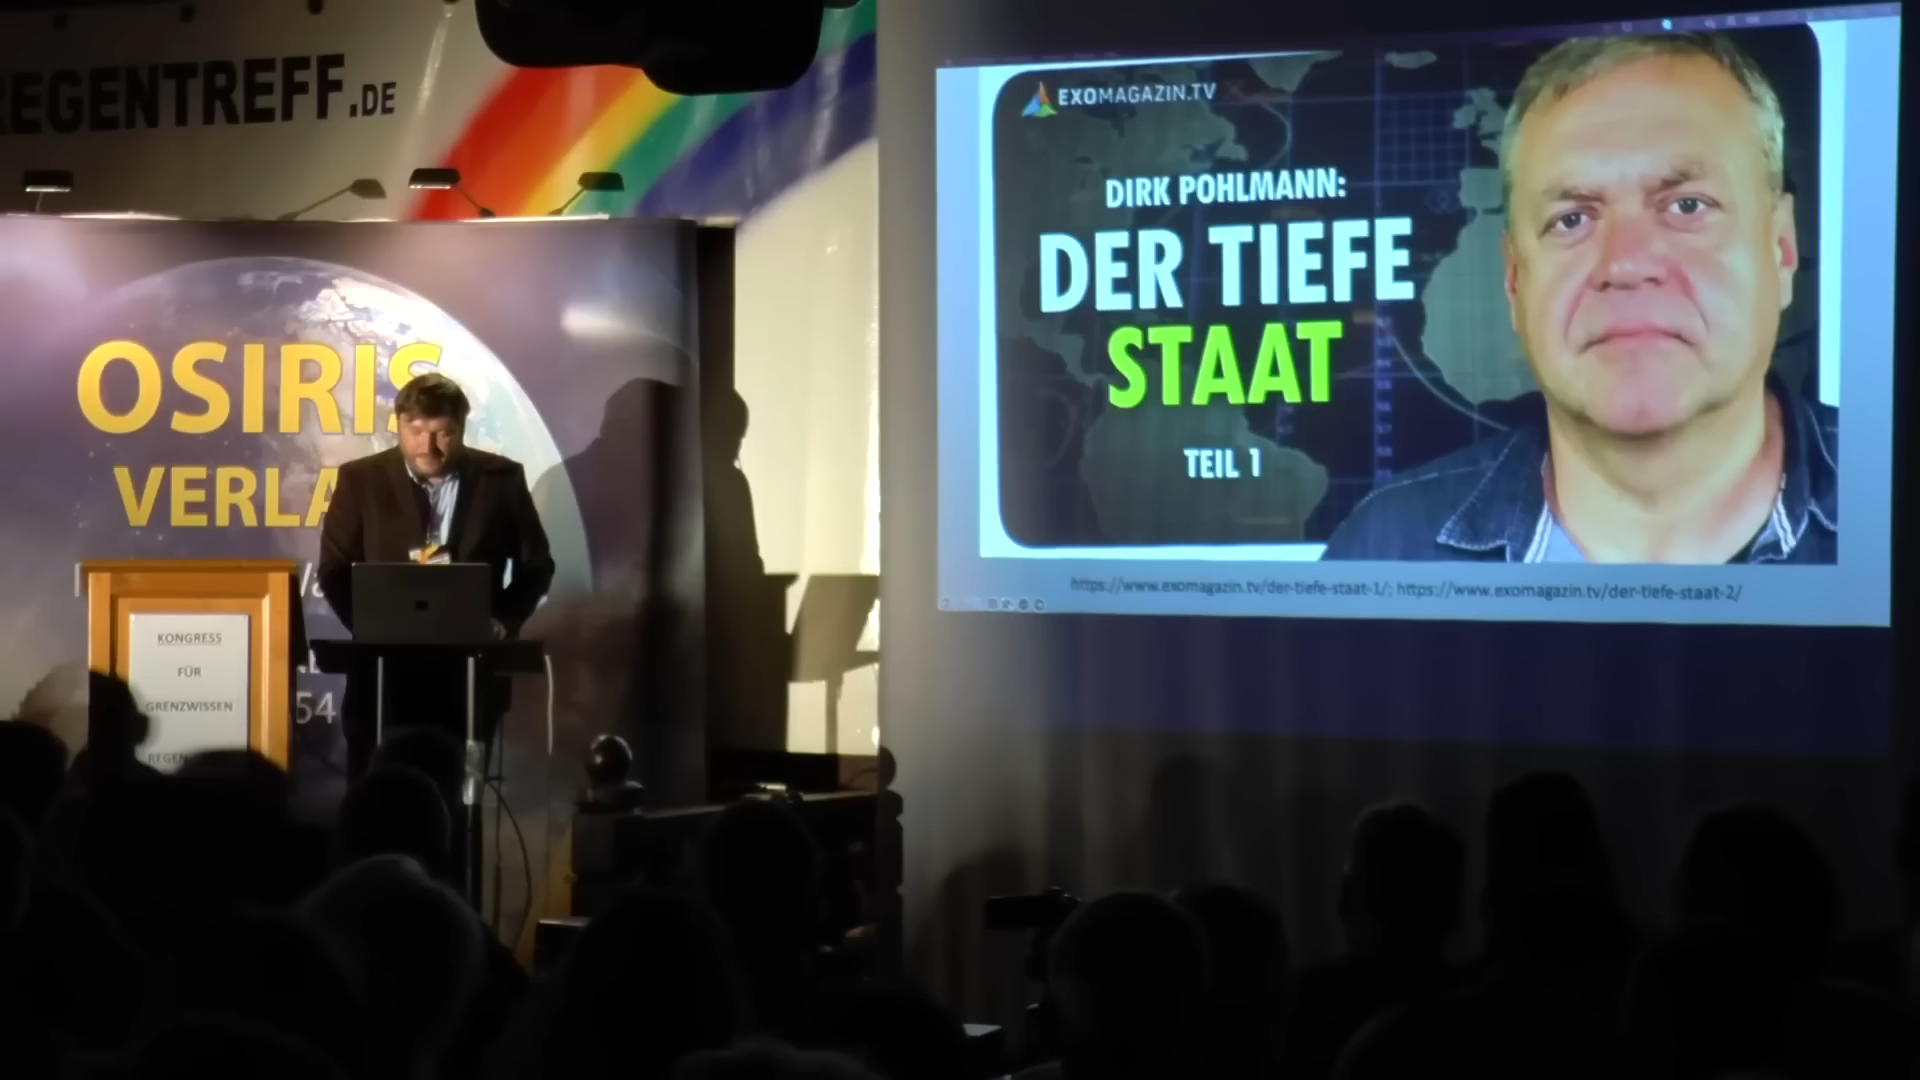 REGENTREFF.DE
OSIRIS
VERLA
54
KONGRESS
FÜR
GRENZWISSEN
REGEN
EXOMAGAZIN.TV
DIRK POHLMANN:
DER TIEFE
STAAT
TEIL 1
https://www.exomagazin.tv/der-tiefe-staat-1/; https://www.exomagazin.tv/der-tiefe-staat-2/